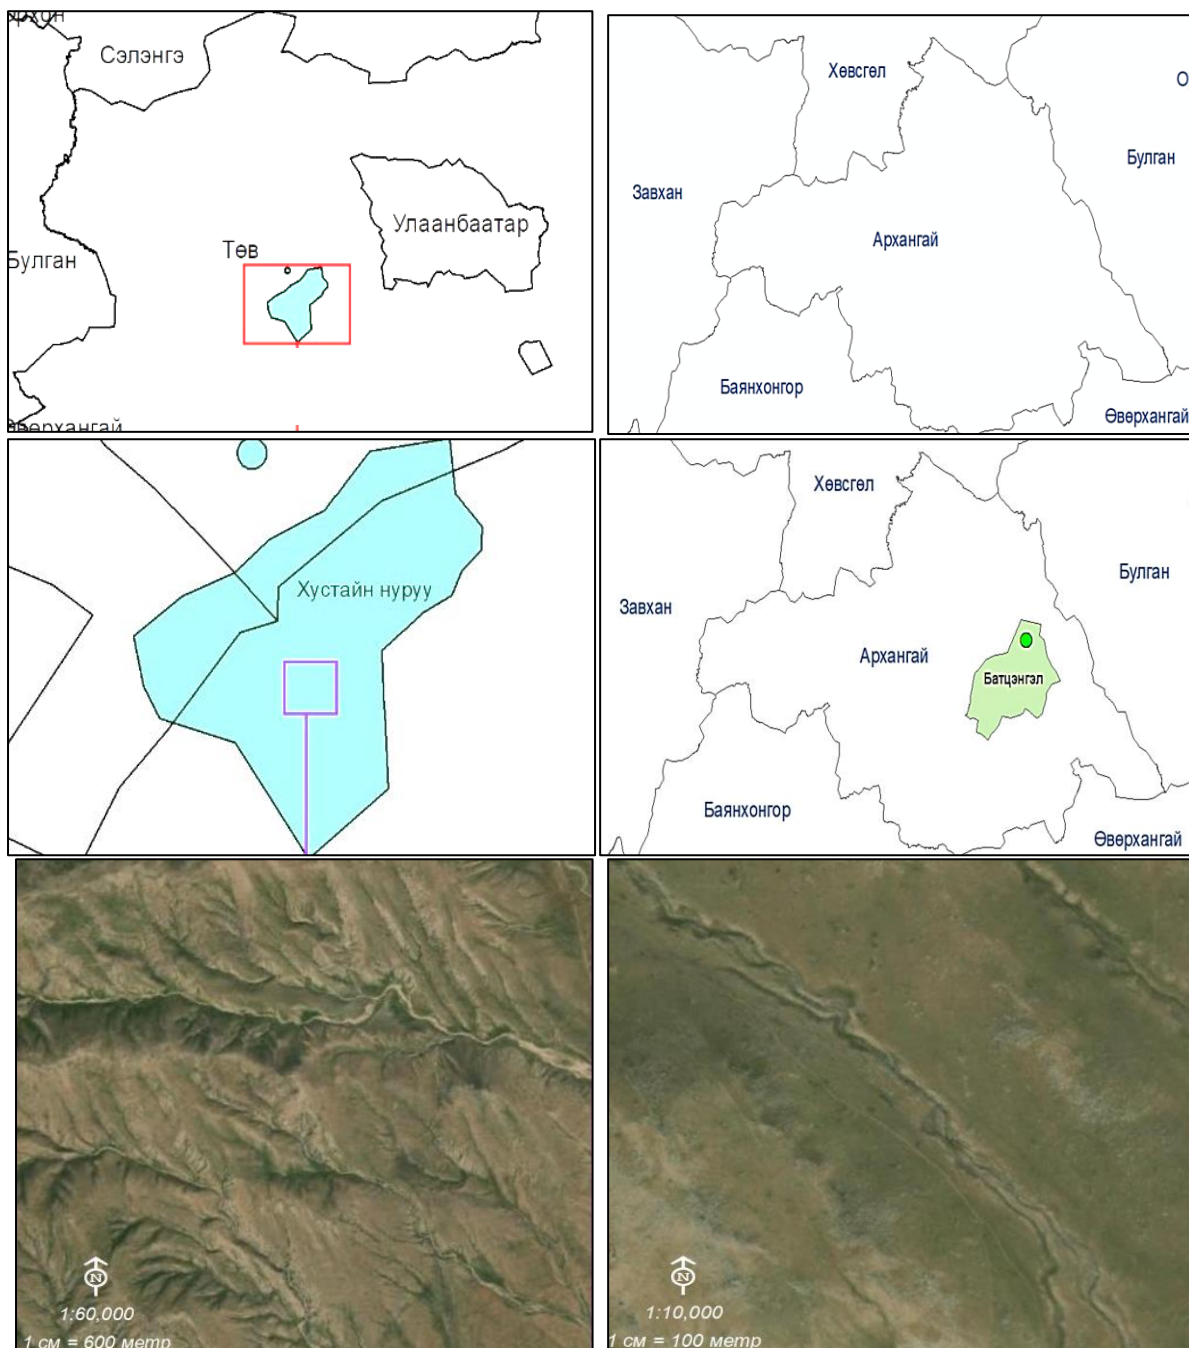 Сэлэнгэ
Улаанбаатар
Төв
Булган
Хөвсгөл
О
Булган
Завхан
Архангай
Баянхонгор
Өвөрхангай
Хустайн нуруу
Хөвсгөл
Булган
Завхан
Архангай
Батцэнгэл
Баянхонгор
Өвөрхангай
N
1:60,000
1 см = 600 метр
N
1:10,000
1 см = 100 метр